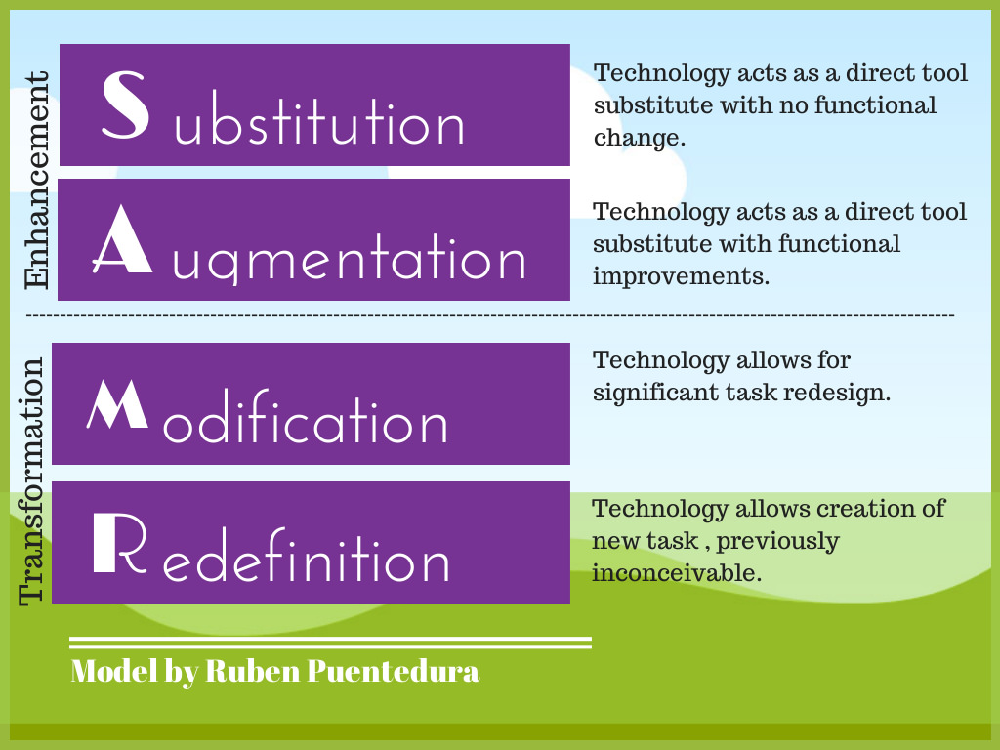 Enhancement
Substitution
Technology acts as a direct tool
substitute with no functional
change.
Augmentation
Technology acts as a direct tool
substitute with functional
improvements.
Transformation
Modification
Technology allows for
significant task redesign.
Redefinition
Technology allows creation of
new task , previously
inconceivable.
Model by Ruben Puentedura